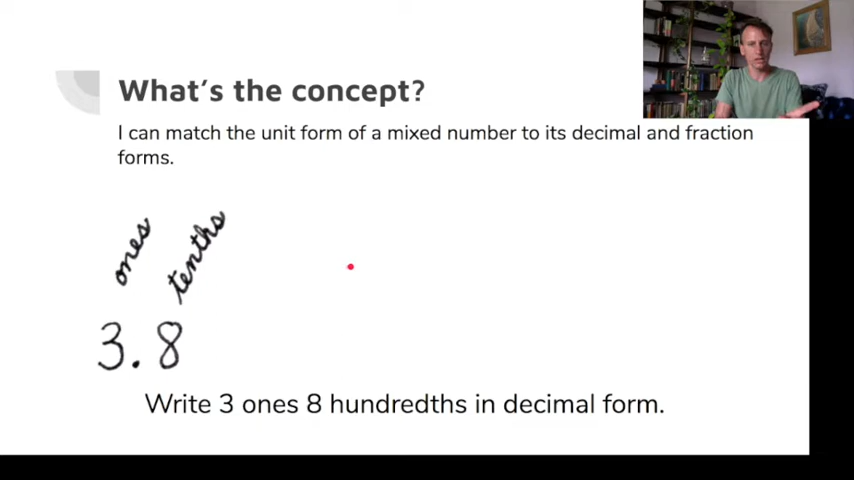 What's the concept?
I can match the unit form of a mixed number to its decimal and fraction
forms.
ones tenths
3.8
Write 3 ones 8 hundredths in decimal form.